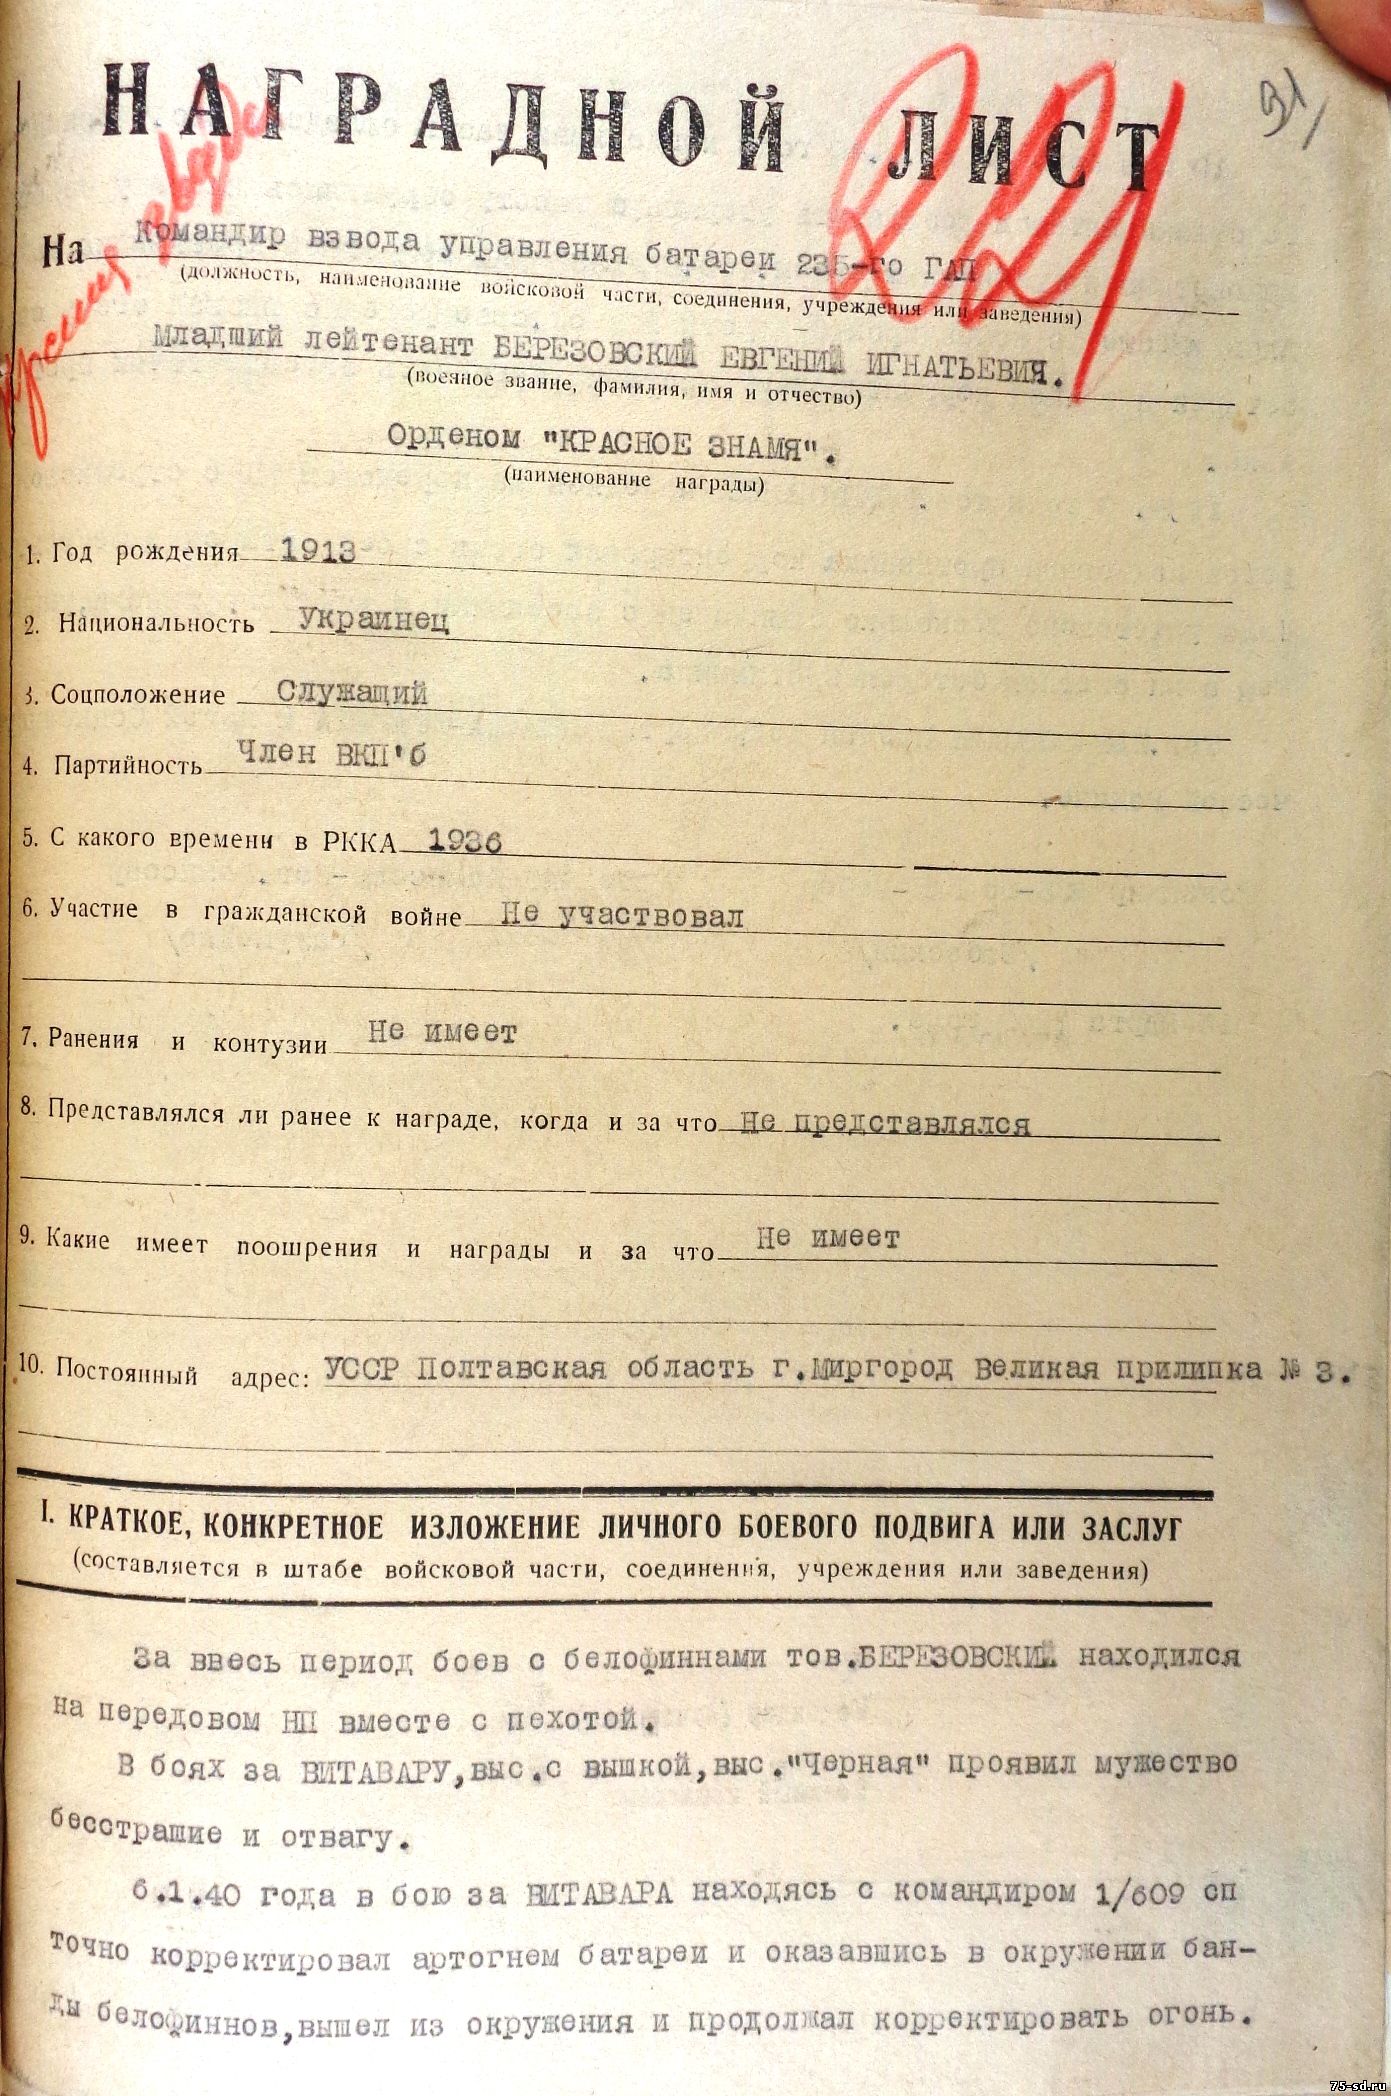 НАГРАДНОЙ ЛИСТ
221
На Командир взвода управления батареи 235-го ГАП
(должность, наименование войсковой части, соединения, учреждения или заведения)
Младший лейтенант БЕРЕЗОВСКИЙ ЕВГЕНИЙ ИГНАТЬЕВИЯ.
(военное звание, фамилия, имя и отчество)
Орденом "КРАСНОЕ ЗНАМЯ".
(наименование награды)
1. Год рождения 1913
2. Национальность Украинец
3. Соцположение Служащий
4. Партийность Член ВКП'б
5. С какого времени в РККА 1936
6. Участие в гражданской войне Не участвовал
7. Ранения и контузии Не имеет
8. Представлялся ли ранее к награде, когда и за что Не представлялся
9. Какие имеет поощрения и награды и за что Не имеет
10. Постоянный адрес: УССР Полтавская область г.Миргород Великая прилипка № 3.
I. КРАТКОЕ, КОНКРЕТНОЕ ИЗЛОЖЕНИЕ ЛИЧНОГО БОЕВОГО ПОДВИГА ИЛИ ЗАСЛУГ
(составляется в штабе войсковой части, соединения, учреждения или заведения)
За ввесь период боев с белофиннами тов.БЕРЕЗОВСКИЙ находился
на передовом НП вместе с пехотой.
В боях за ВИТАВАРУ,выс.с вышкой,выс."Черная" проявил мужество
бесстрашие и отвагу.
6.1.40 года в бою за ВИТАВАРА находясь с командиром 1/609 сп
точно корректировал артогнем батареи и оказавшись в окружении бан-
ды белофиннов,вышел из окружения и продолжал корректировать огонь.
75-sd.ru